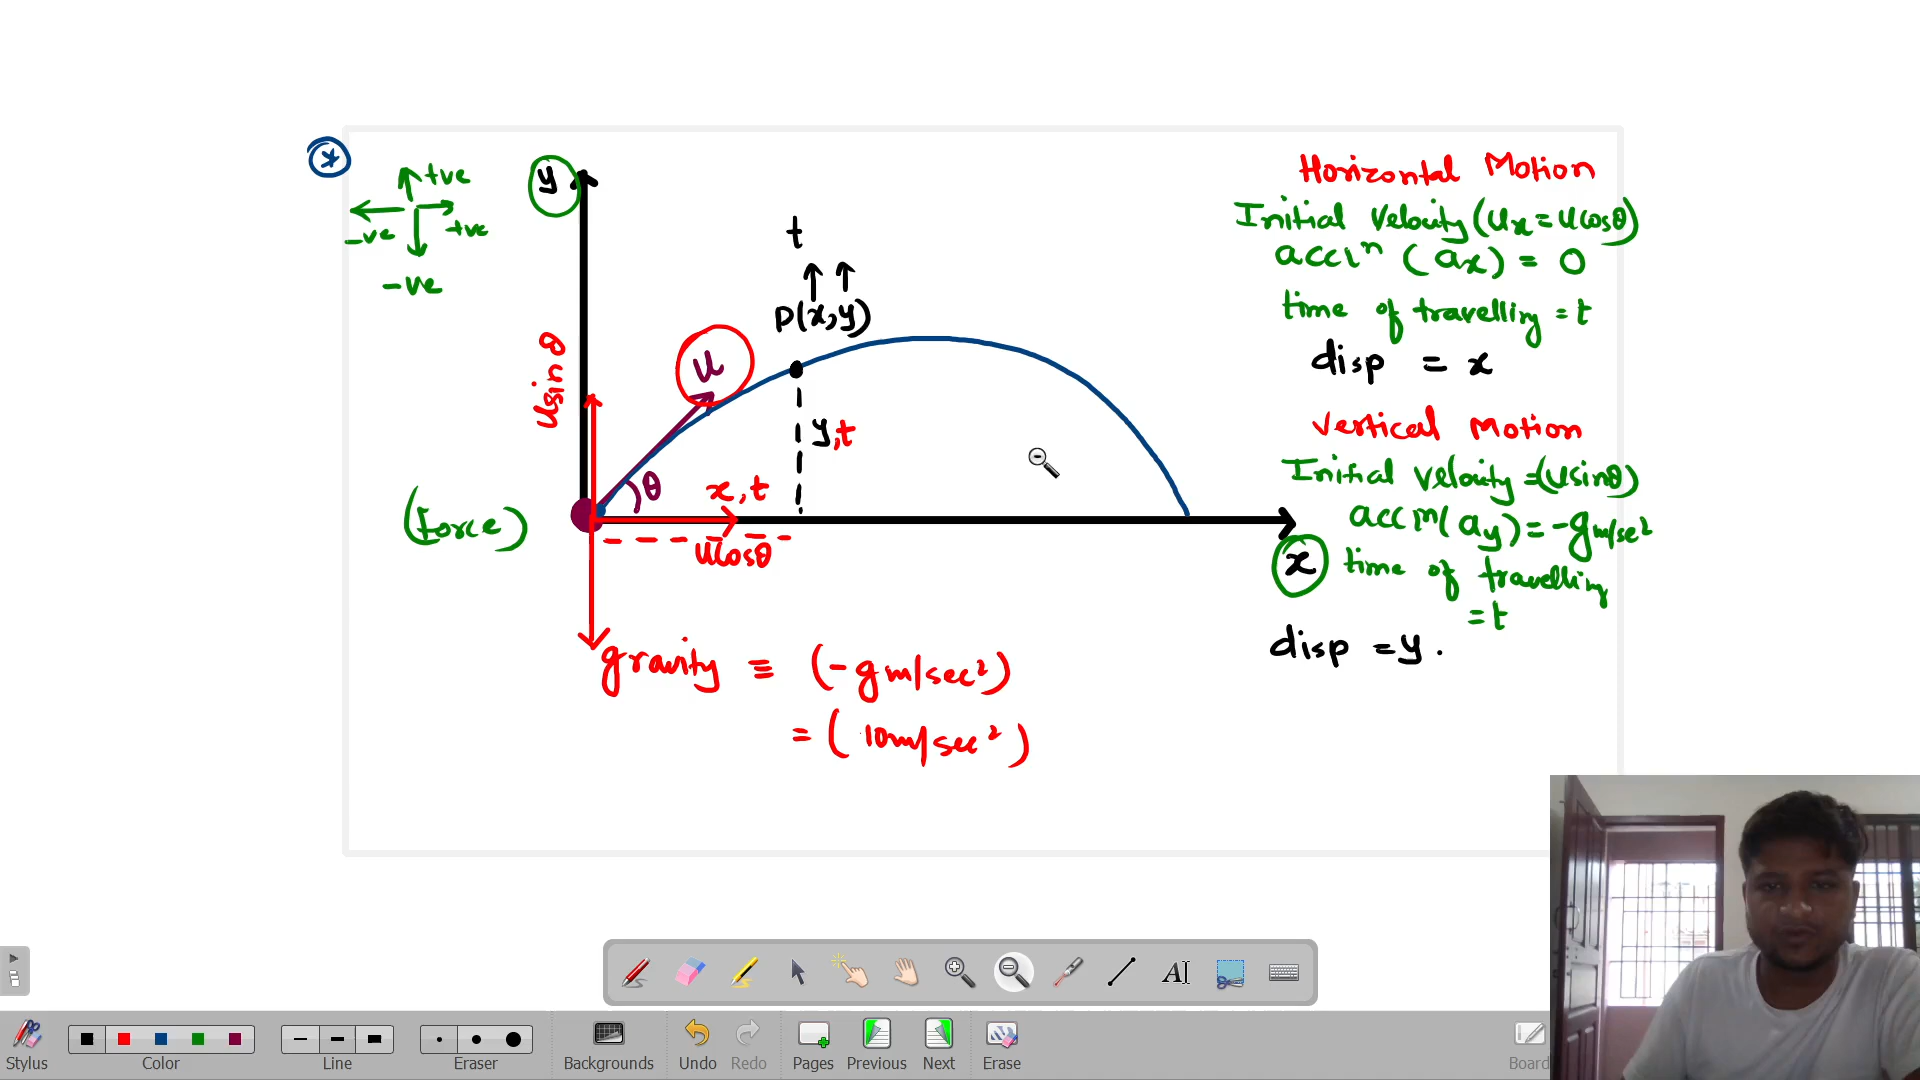 +ve
-ve
+ve
-ve
y
t
P(x,y)
u
usinθ
θ
y,t
x,t
(force)
ucosθ
x
gravity ≡ (-g m/sec²)
= (10m/sec²)
Horizontal Motion
Initial velocity (ux = ucosθ)
accl^n (ax) = 0
time of travelling = t
disp = x
Vertical Motion
Initial velocity =(usinθ)
(ay) = -g m/sec²
time of travelling
= t
disp = y.
AI
Stylus
Color
Line
Eraser
Backgrounds
Undo
Redo
Pages
Previous
Next
Erase
Board